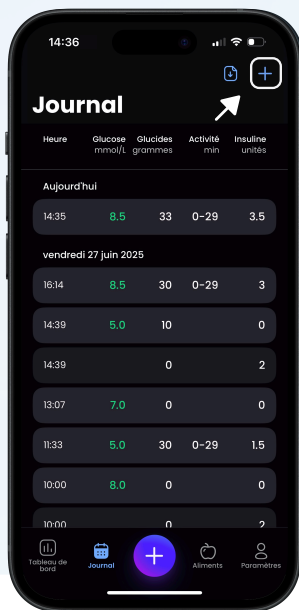 14:36
Journal
Heure Glucose Glucides Activité Insuline
mmol/L grammes min unités
Aujourd'hui
14:35 8.5 33 0-29 3.5
vendredi 27 juin 2025
16:14 8.5 30 0-29 3
14:39 5.0 10 0
14:39 0 2
13:07 7.0 0 0
11:33 5.0 30 0-29 1.5
10:00 8.0 0 0
10:00 0 2
Tableau de bord Journal Aliments Paramètres